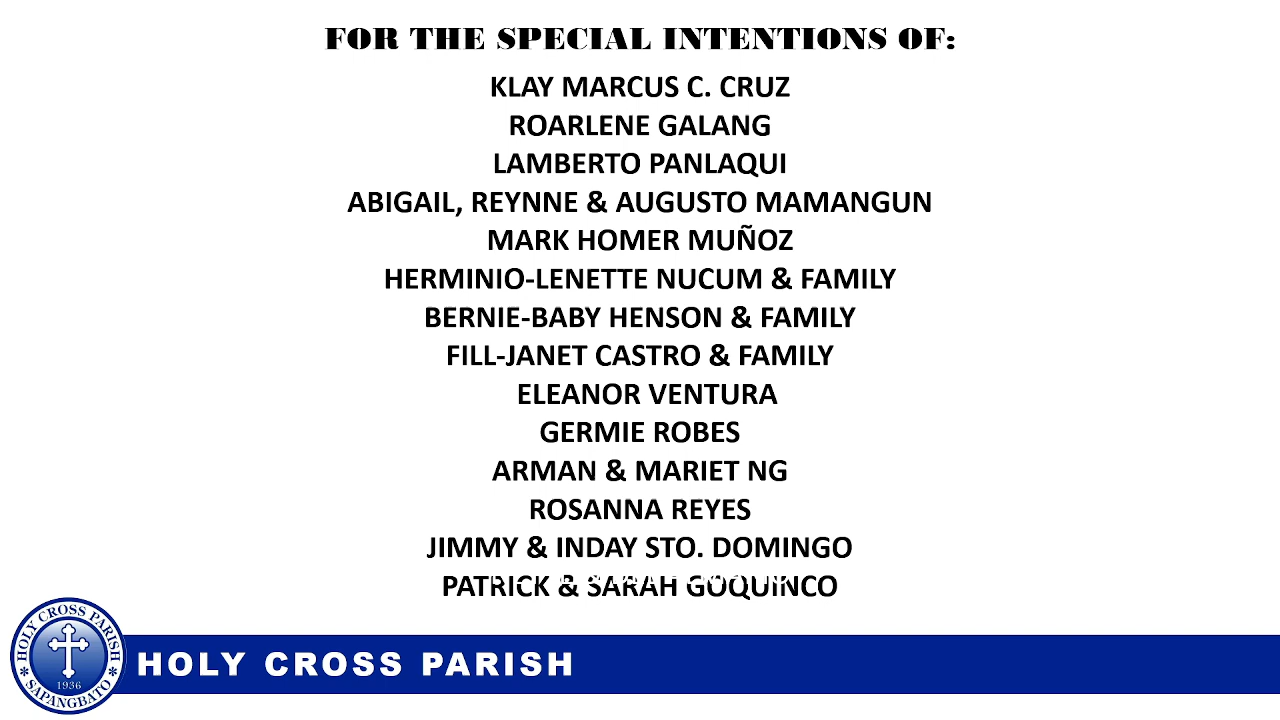 FOR THE SPECIAL INTENTIONS OF:
KLAY MARCUS C. CRUZ
ROARLENE GALANG
LAMBERTO PANLAQUI
ABIGAIL, REYNNE & AUGUSTO MAMANGUN
MARK HOMER MUÑOZ
HERMINIO-LENETTE NUCUM & FAMILY
BERNIE-BABY HENSON & FAMILY
FILL-JANET CASTRO & FAMILY
ELEANOR VENTURA
GERMIE ROBES
ARMAN & MARIET NG
ROSANNA REYES
JIMMY & INDAY STO. DOMINGO
PATRICK & SARAH GOQUINCO
HOLY CROSS PARISH
1936
SAPANGBATO
HOLY CROSS PARISH